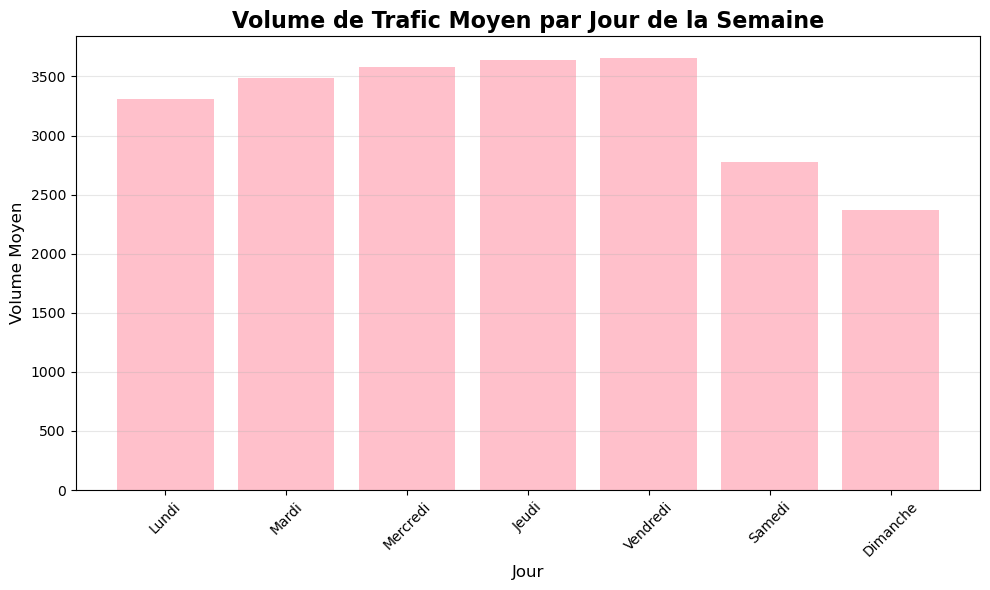 Volume de Trafic Moyen par Jour de la Semaine
Volume Moyen
3500
3000
2500
2000
1500
1000
500
0
Lundi
Mardi
Mercredi
Jeudi
Vendredi
Samedi
Dimanche
Jour